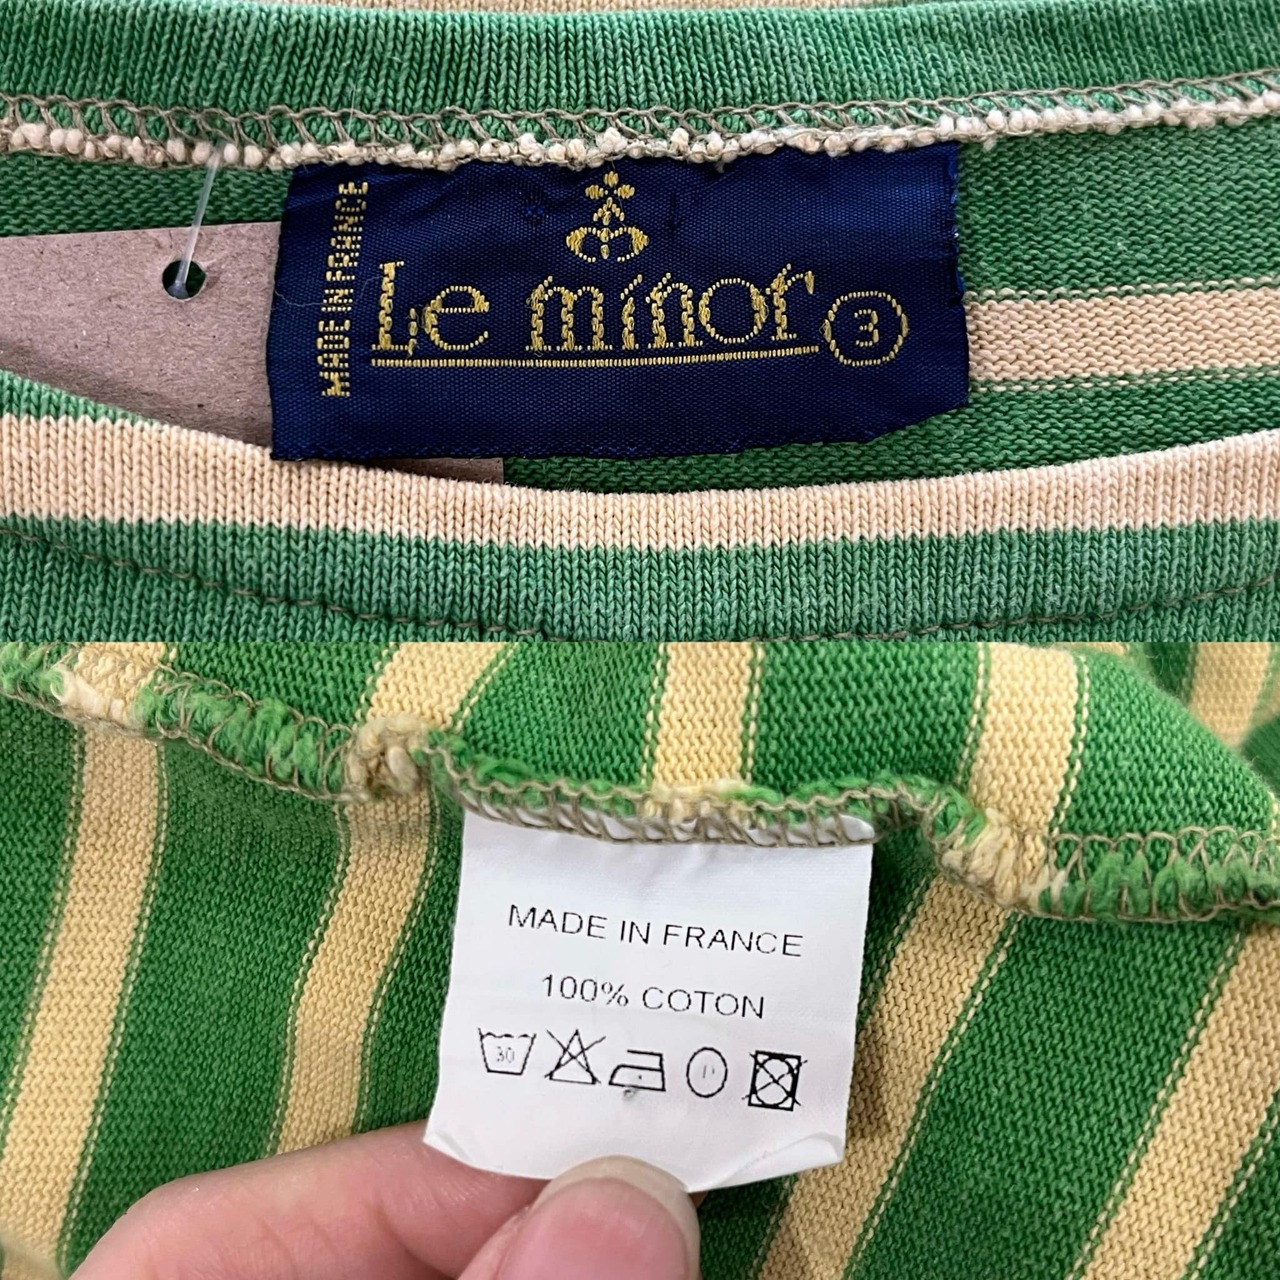 MADE IN FRANCE
Le minor 3
MADE IN FRANCE
100% COTON
30
P